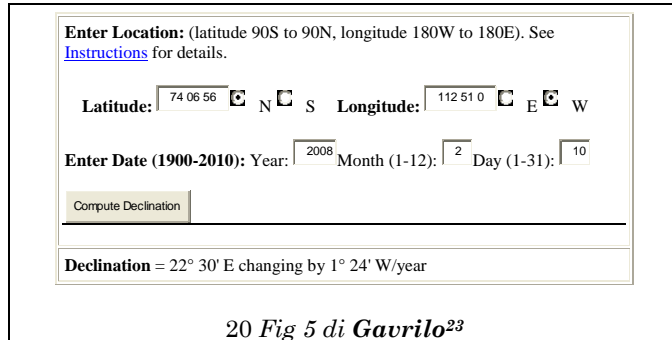 Enter Location: (latitude 90S to 90N, longitude 180W to 180E). See
Instructions for details.
Latitude: 74 06 56 N S Longitude: 112 51 0 E W
Enter Date (1900-2010): Year: 2008 Month (1-12): 2 Day (1-31): 10
Compute Declination
Declination = 22° 30' E changing by 1° 24' W/year
20 Fig 5 di Gavrilo23